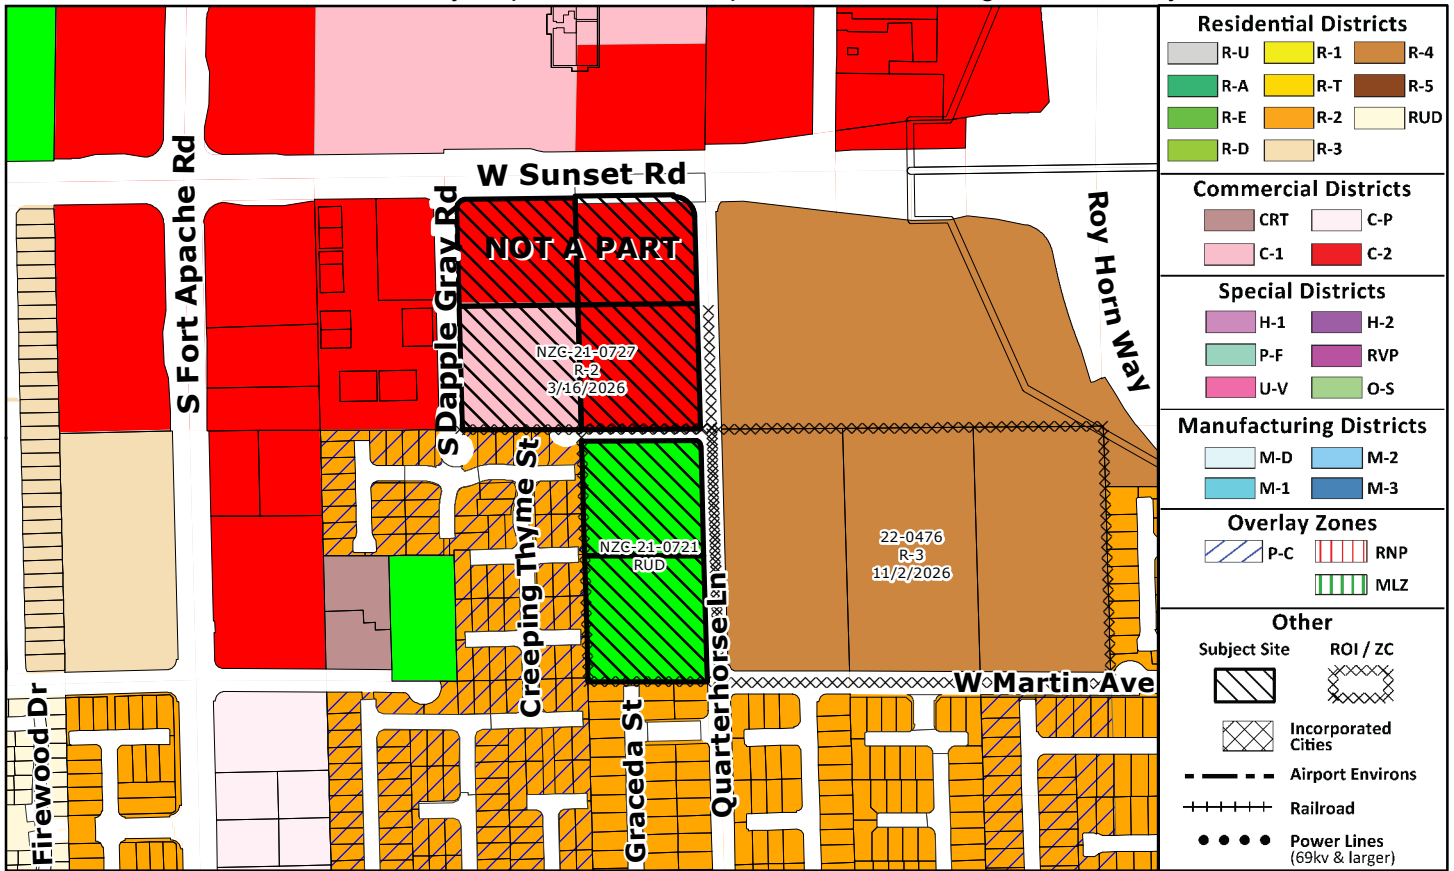 W Sunset Rd
S Fort Apache Rd
S Dapple Gray Rd
Roy Horn Way
NOT A PART
NZC-21-0727
R-2
3/16/2026
Creeping Thyme St
NZC-21-0721
RUD
22-0476
R-3
11/2/2026
Quarterhorse Ln
W Martin Ave
Firewood Dr
Graceda St
Residential Districts
R-U
R-1
R-4
R-A
R-T
R-5
R-E
R-2
RUD
R-D
R-3
Commercial Districts
CRT
C-P
C-1
C-2
Special Districts
H-1
H-2
P-F
RVP
U-V
O-S
Manufacturing Districts
M-D
M-2
M-1
M-3
Overlay Zones
P-C
RNP
MLZ
Other
Subject Site
ROI / ZC
Incorporated
Cities
Airport Environs
Railroad
Power Lines
(69kv & larger)